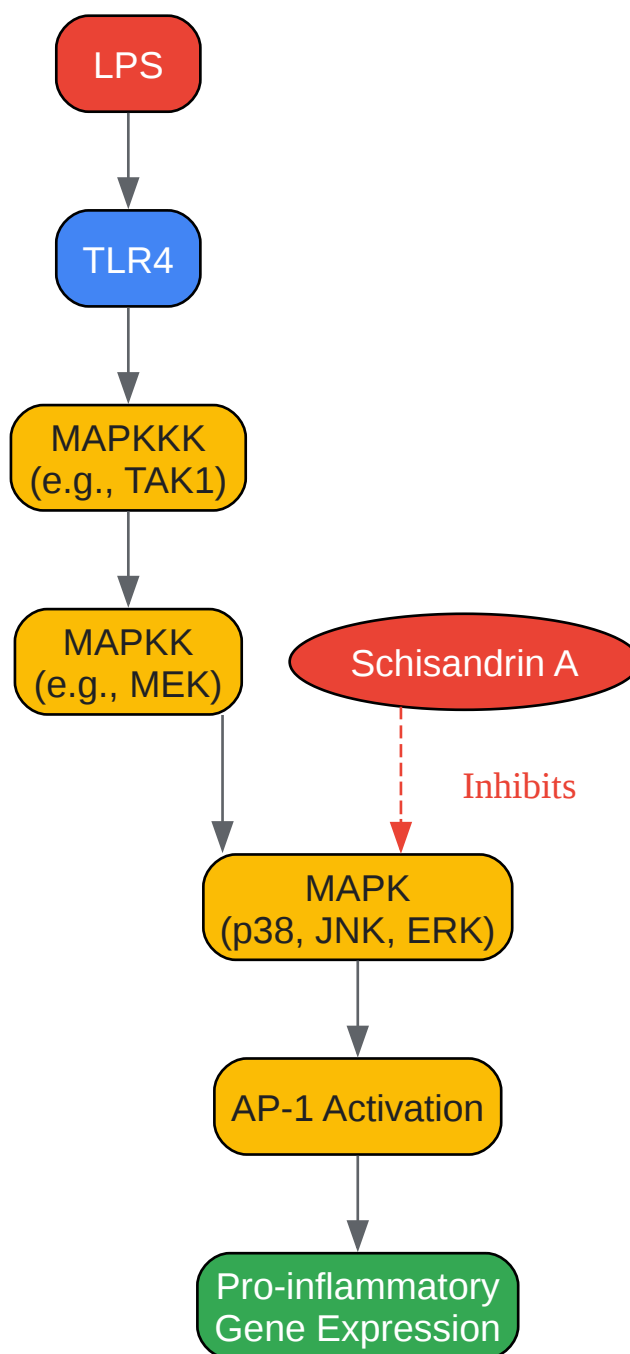 LPS
TLR4
MAPKKK
(e.g., TAK1)
MAPKK
(e.g., MEK)
Schisandrin A
Inhibits
MAPK
(p38, JNK, ERK)
AP-1 Activation
Pro-inflammatory
Gene Expression